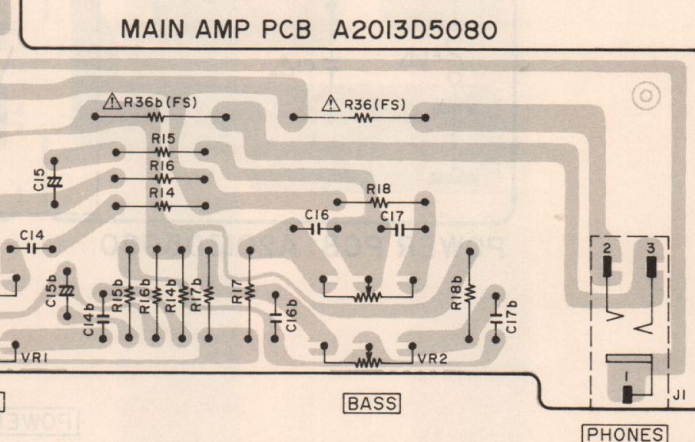 MAIN AMP PCB A2013D5080
R36b(FS)
R36(FS)
R15
R16
R14
C15
R18
C16
C17
C14
C15b
C14b
R15b
R16b
R14b
R17b
R17
C16b
R18b
C17b
2
3
VR1
VR2
1
J1
BASS
PHONES